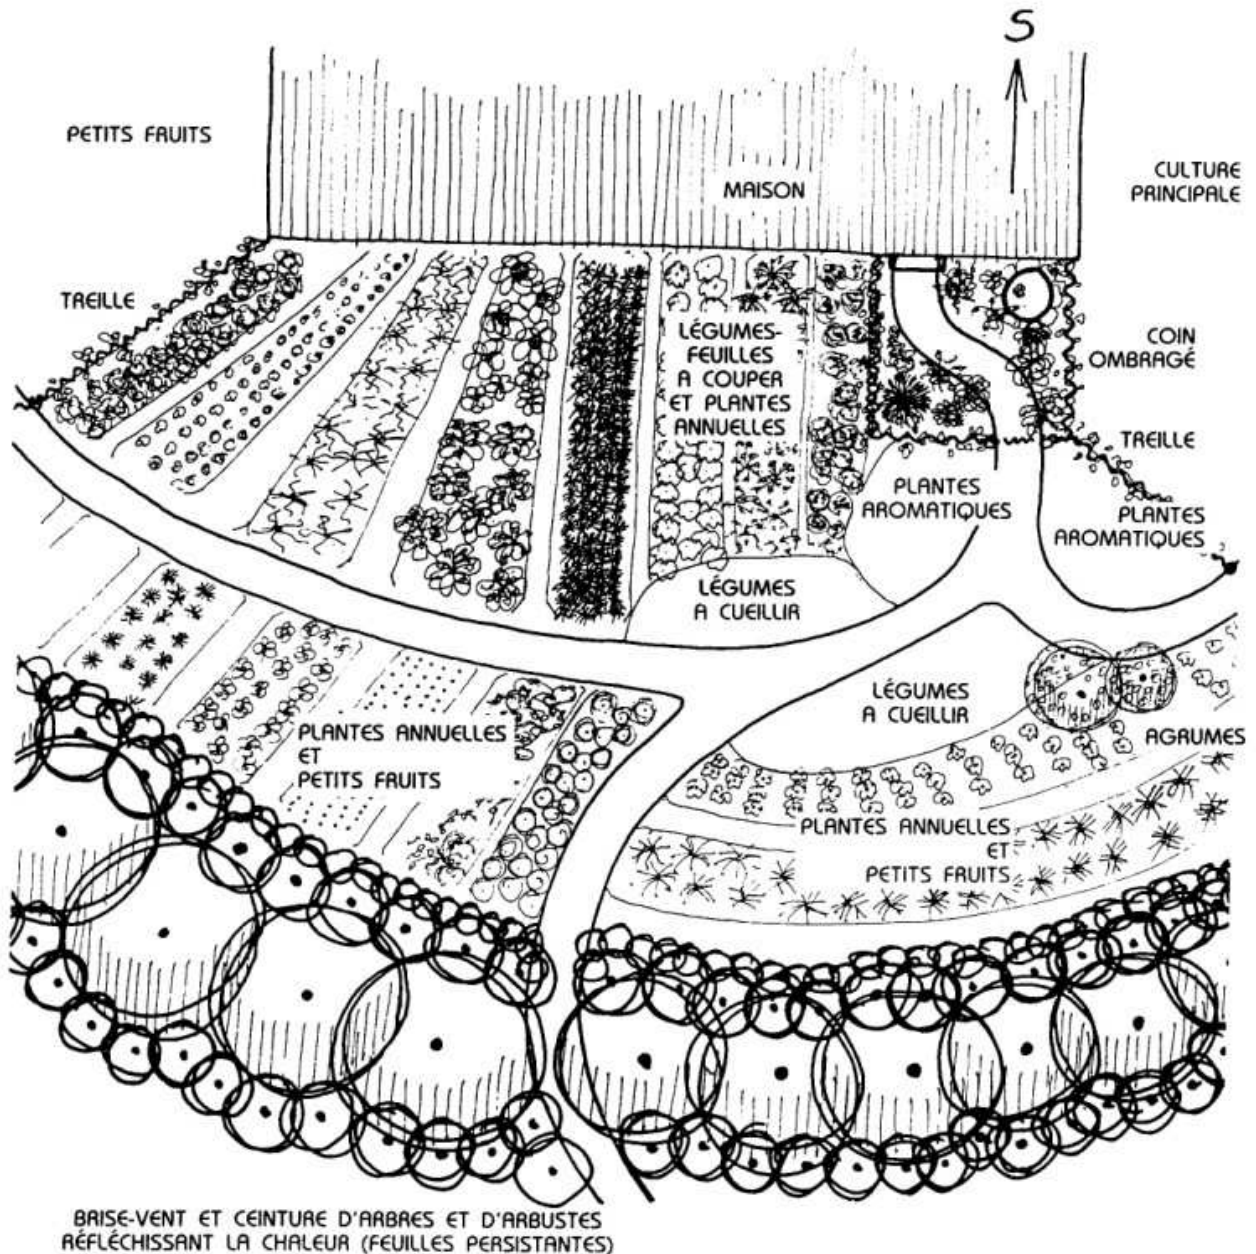 S
PETITS FRUITS
MAISON
CULTURE
PRINCIPALE
TREILLE
LÉGUMES-
FEUILLES
A COUPER
ET PLANTES
ANNUELLES
COIN
OMBRAGÉ
TREILLE
PLANTES
AROMATIQUES
PLANTES
AROMATIQUES
LÉGUMES
A CUEILLIR
LÉGUMES
A CUEILLIR
PLANTES ANNUELLES
ET
PETITS FRUITS
AGRUMES
PLANTES ANNUELLES
ET
PETITS FRUITS
BRISE-VENT ET CEINTURE D'ARBRES ET D'ARBUSTES
RÉFLÉCHISSANT LA CHALEUR (FEUILLES PERSISTANTES)